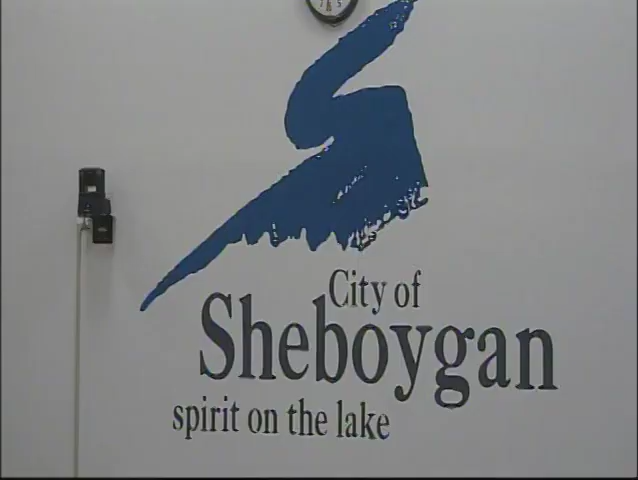 City of
Sheboygan
spirit on the lake